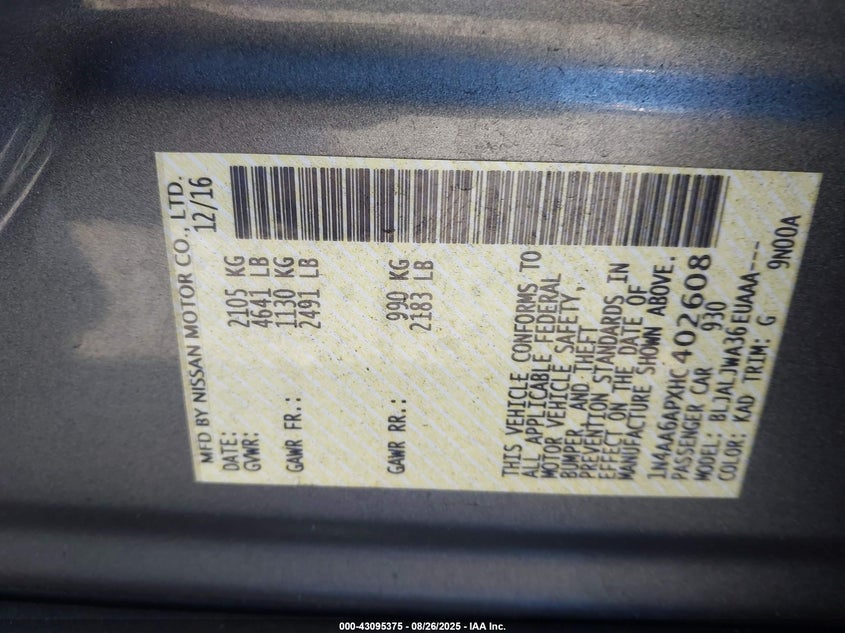 MFD BY NISSAN MOTOR CO., LTD.
DATE: 12/16
GVWR: 2105 KG
4641 LB
GAWR FR.: 1130 KG
2491 LB
GAWR RR.: 990 KG
2183 LB
THIS VEHICLE CONFORMS TO
ALL APPLICABLE FEDERAL
MOTOR VEHICLE SAFETY,
BUMPER, AND THEFT
PREVENTION STANDARDS IN
EFFECT ON THE DATE OF
MANUFACTURE SHOWN ABOVE.
1N4AA6APXHC402608
PASSENGER CAR 930
MODEL: BLJALJWA36EUAAA---
COLOR: KAD TRIM: G 9N00A
000-43095375 - 08/26/2025 - IAA Inc.